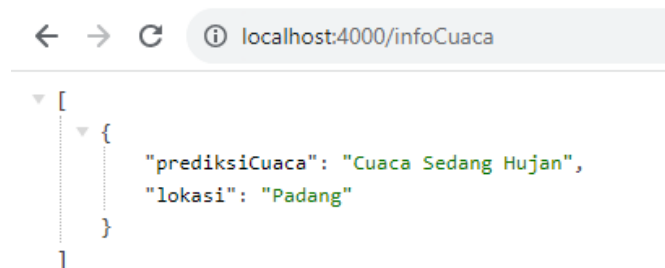 localhost:4000/infoCuaca
[
{
"prediksiCuaca": "Cuaca Sedang Hujan",
"lokasi": "Padang"
}
]